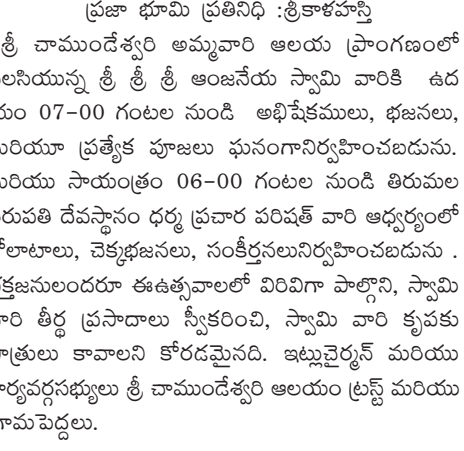 ప్రజా భూమి ప్రతినిధి :శ్రీకాళహస్తి
శ్రీ చాముండేశ్వరి అమ్మవారి ఆలయ ప్రాంగణంలో
లసియున్న శ్రీ శ్రీ శ్రీ ఆంజనేయ స్వామి వారికి ఉద
యం 07-00 గంటల నుండి అభిషేకములు, భజనలు,
మరియూ ప్రత్యేక పూజలు ఘనంగానిర్వహించబడును.
మరియు సాయంత్రం 06-00 గంటల నుండి తిరుమల
రుపతి దేవస్థానం ధర్మ ప్రచార పరిషత్ వారి ఆధ్వర్యంలో
కోలాటాలు, చెక్కభజనలు, సంకీర్తనలునిర్వహించబడును .
క్తజనులందరూ ఈఉత్సవాలలో విరివిగా పాల్గొని, స్వామి
వారి తీర్థ ప్రసాదాలు స్వీకరించి, స్వామి వారి కృపకు
పాత్రులు కావాలని కోరడమైనది. ఇట్లుచైర్మన్ మరియు
కార్యవర్గసభ్యులు శ్రీ చాముండేశ్వరి ఆలయం ట్రస్ట్ మరియు
గ్రామపెద్దలు.